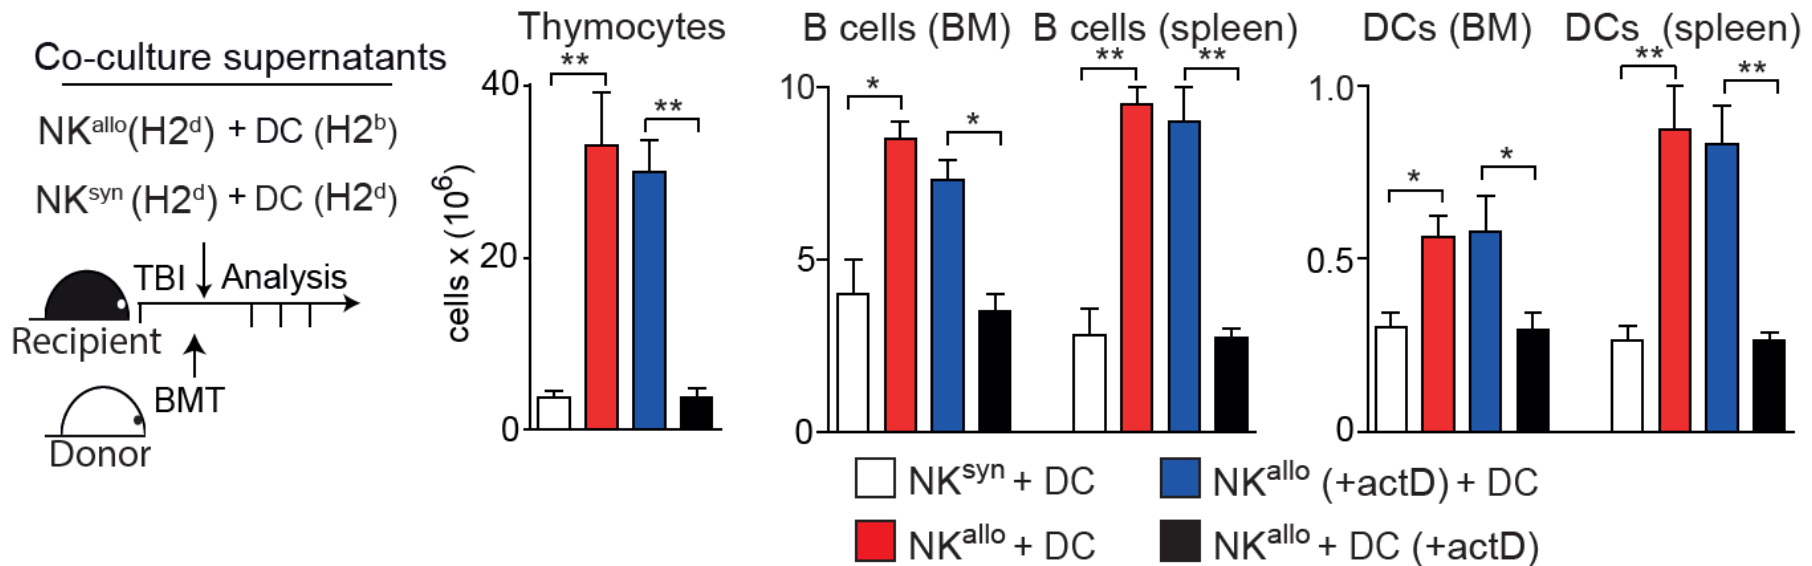 Co-culture supernatants
NKᵃˡˡᵒ(H2ᵈ) + DC (H2ᵇ)
NKˢʸⁿ (H2ᵈ) + DC (H2ᵈ)
TBI Analysis
Recipient
BMT
Donor
Thymocytes
** **
cells x (10⁶)
40
20
0
B cells (BM) B cells (spleen)
* * ** **
10
5
0
DCs (BM) DCs (spleen)
* * ** **
1.0
0.5
0
NKˢʸⁿ + DC
NKᵃˡˡᵒ + DC
NKᵃˡˡᵒ (+actD) + DC
NKᵃˡˡᵒ + DC (+actD)